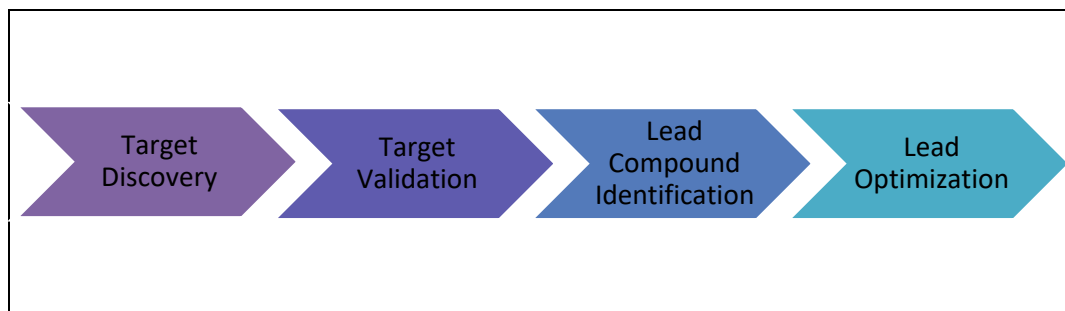 Target
Discovery
Target
Validation
Lead
Compound
Identification
Lead
Optimization